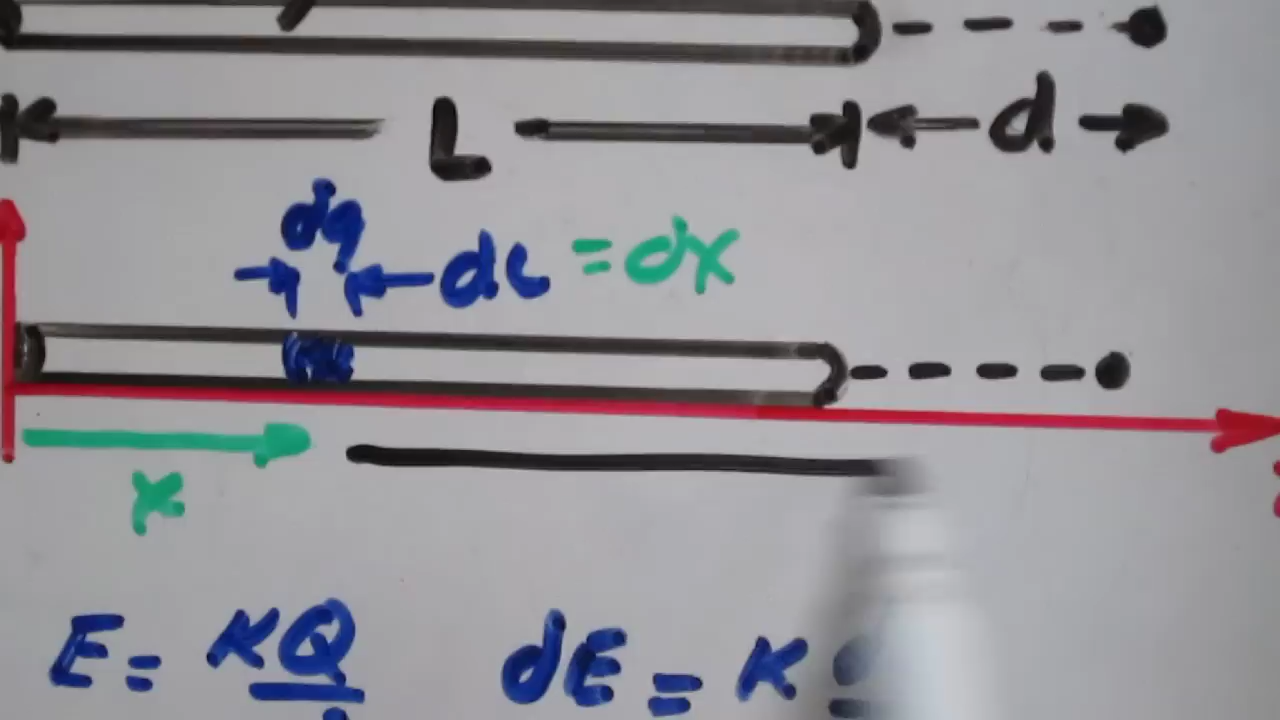 L d
dq
dL = dx
x
E = KQ dE = K